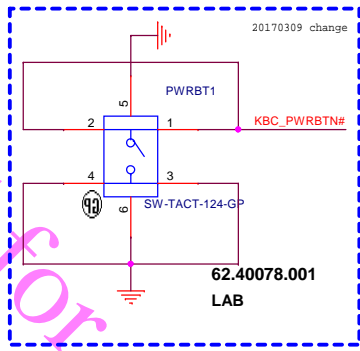 20170309 change
PWRBT1
5
2
1
KBC_PWRBTN#
4
3
6
SW-TACT-124-GP
GP
62.40078.001
LAB
for